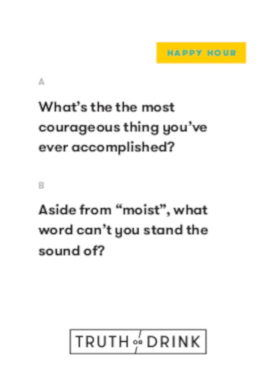 HAPPY HOUR
A
What's the the most
courageous thing you've
ever accomplished?
B
Aside from "moist", what
word can't you stand the
sound of?
TRUTH OR DRINK